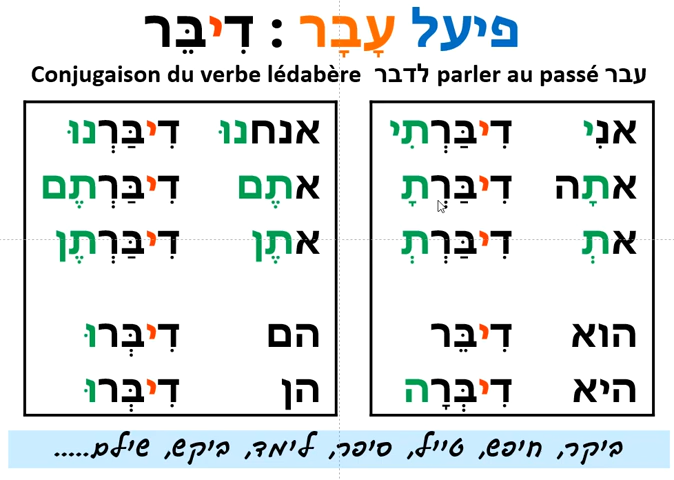 פיעל עָבָר : דִיבֵּר
Conjugaison du verbe lédabère לדבר parler au passé עבר
אנִי דִיבַּרְתִי
אתָה דִיבַּרְתָ
אתְ דִיבַּרְתְ
הוא דִיבֵּר
היא דִיבְּרָה
אנחנוּ דִיבַּרְנוּ
אתֶם דִיבַּרְתֶם
אתֶן דִיבַּרְתֶן
הם דִיבְּרוּ
הן דִיבְּרוּ
ביקר, חיפש, טייל, סיפר, לימד, ביקש, שילם.....